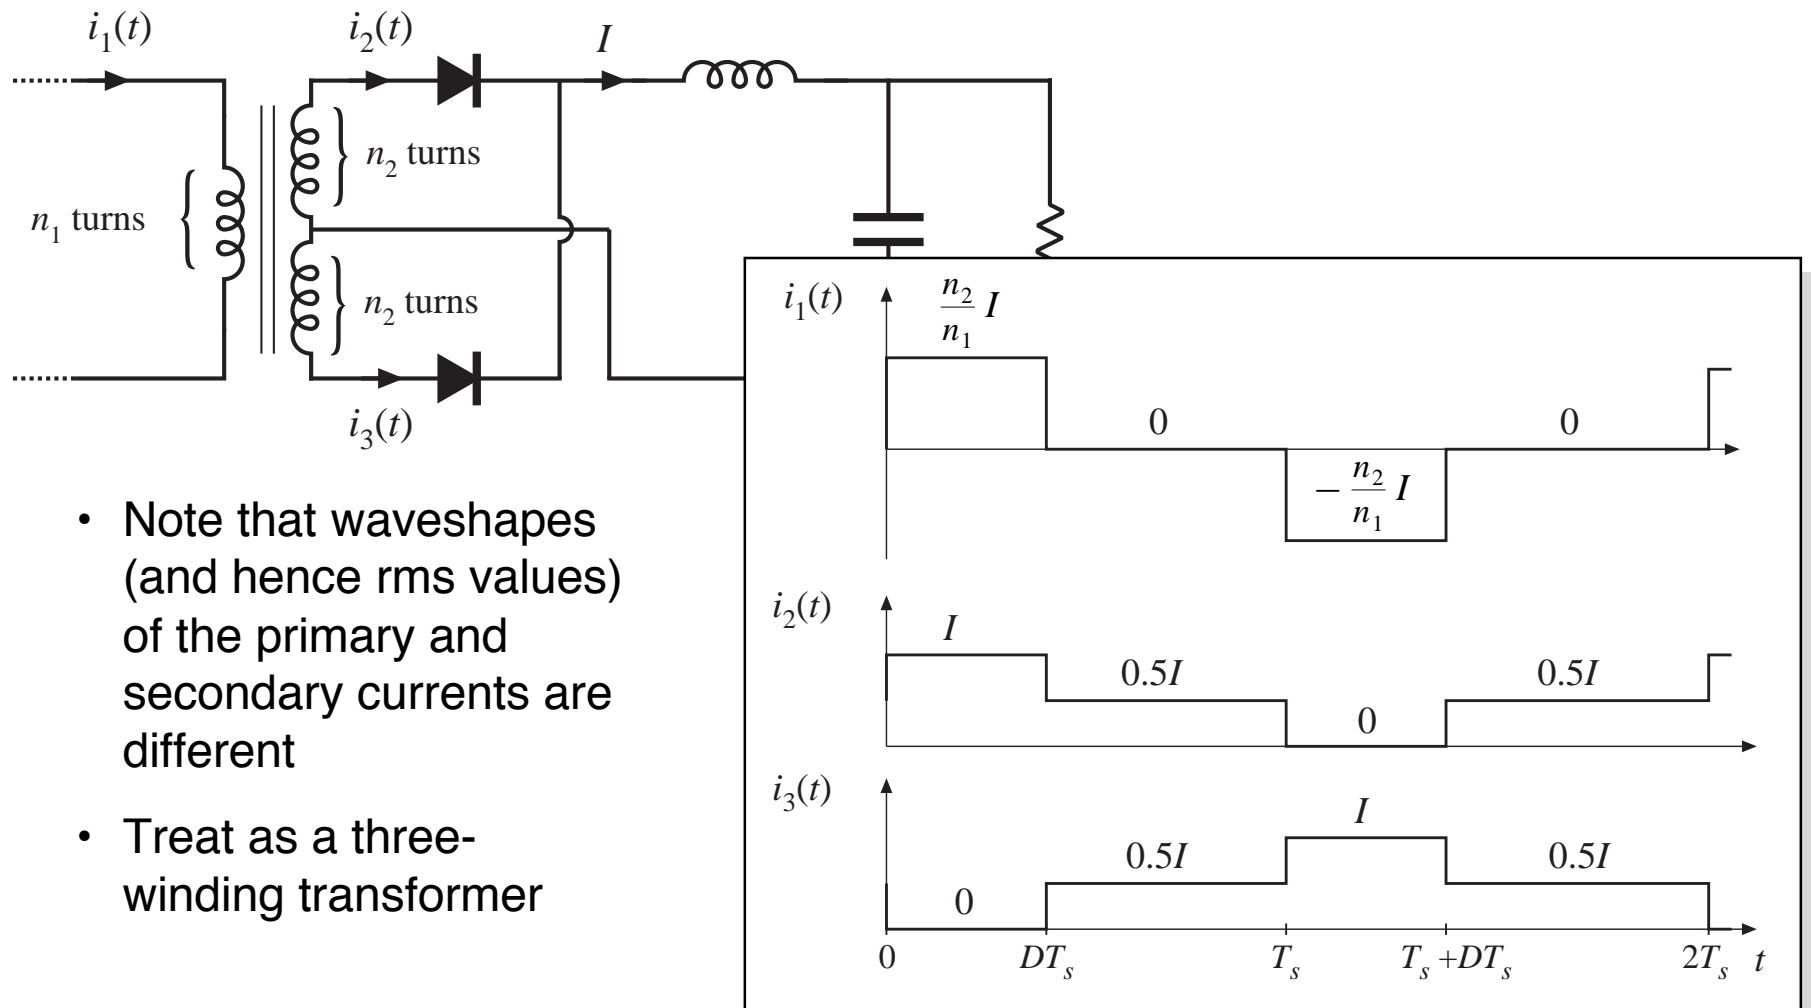 i₁(t)
i₂(t)
I
n₂ turns
n₁ turns
n₂ turns
i₃(t)
• Note that waveshapes
(and hence rms values)
of the primary and
secondary currents are
different
• Treat as a three-
winding transformer
i₁(t)
n₂/n₁ I
0
0
− n₂/n₁ I
i₂(t)
I
0.5I
0
0.5I
i₃(t)
0
0.5I
I
0.5I
0 DTₛ Tₛ Tₛ +DTₛ 2Tₛ t